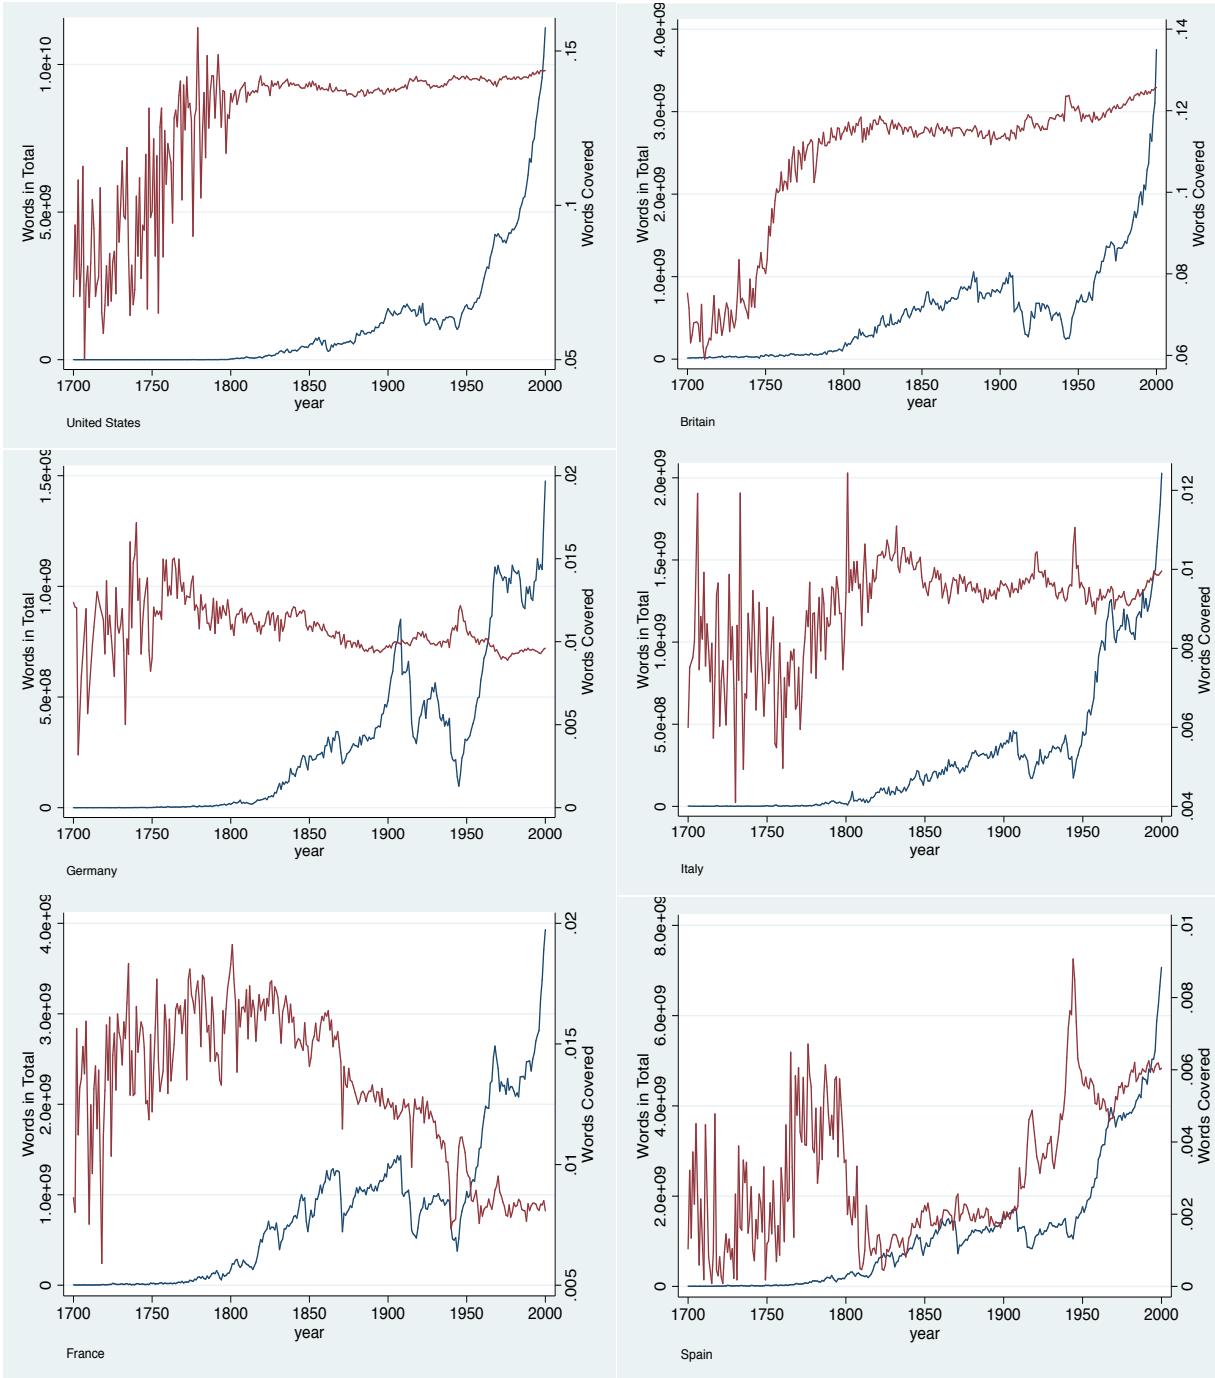 Words in Total
0
5.0e+09
1.0e+10
Words Covered
.05
.1
.15
1700 1750 1800 1850 1900 1950 2000
year
United States
Words in Total
0
1.0e+09
2.0e+09
3.0e+09
4.0e+09
Words Covered
.06
.08
.1
.12
.14
1700 1750 1800 1850 1900 1950 2000
year
Britain
Words in Total
0
5.0e+08
1.0e+09
1.5e+09
Words Covered
0
.005
.01
.015
.02
1700 1750 1800 1850 1900 1950 2000
year
Germany
Words in Total
0
5.0e+08
1.0e+09
1.5e+09
2.0e+09
Words Covered
.004
.006
.008
.01
.012
1700 1750 1800 1850 1900 1950 2000
year
Italy
Words in Total
0
1.0e+09
2.0e+09
3.0e+09
4.0e+09
Words Covered
.005
.01
.015
.02
1700 1750 1800 1850 1900 1950 2000
year
France
Words in Total
0
2.0e+09
4.0e+09
6.0e+09
8.0e+09
Words Covered
0
.002
.004
.006
.008
.01
1700 1750 1800 1850 1900 1950 2000
year
Spain